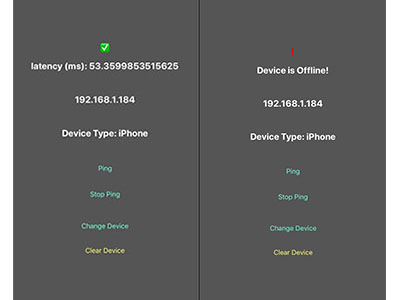 latency (ms): 53.3599853515625
192.168.1.184
Device Type: iPhone
Ping
Stop Ping
Change Device
Clear Device
Device is Offline!
192.168.1.184
Device Type: iPhone
Ping
Stop Ping
Change Device
Clear Device